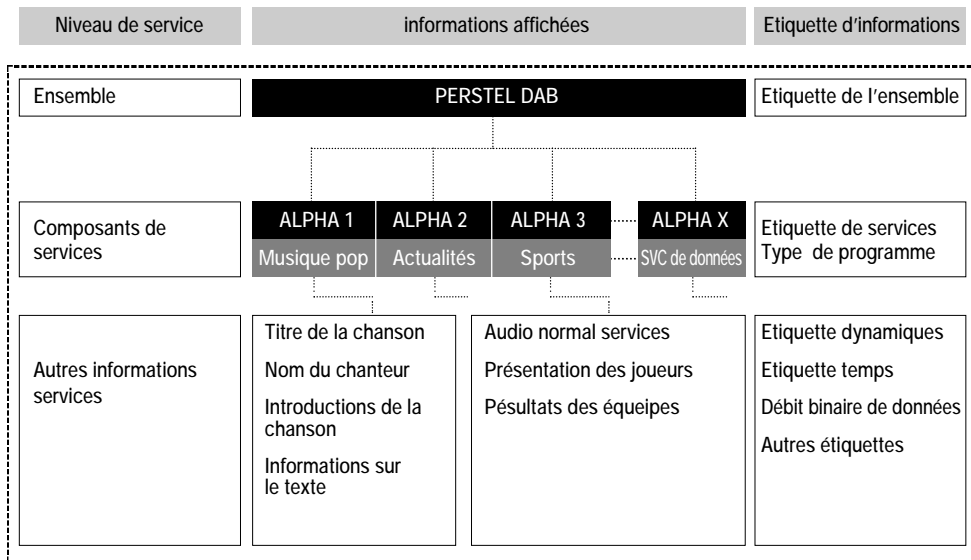 Niveau de service
informations affichées
Etiquette d'informations
Ensemble
PERSTEL DAB
Etiquette de l'ensemble
Composants de
services
ALPHA 1
ALPHA 2
ALPHA 3
ALPHA X
Musique pop
Actualités
Sports
SVC de données
Etiquette de services
Type de programme
Autres informations
services
Titre de la chanson
Nom du chanteur
Introductions de la
chanson
Informations sur
le texte
Audio normal services
Présentation des joueurs
Pésultats des équeipes
Etiquette dynamiques
Etiquette temps
Débit binaire de données
Autres étiquettes